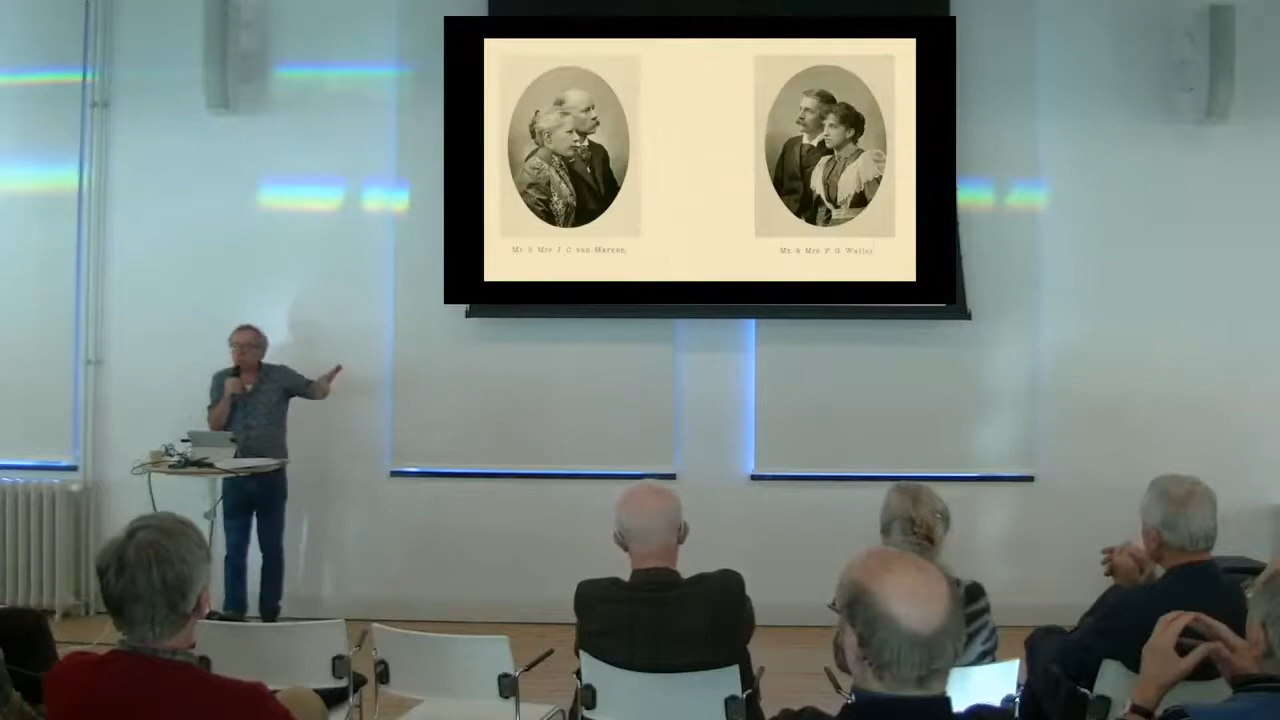 Mr. & Mrs. J. C. van Marken.
Mr. & Mrs. F. G. Waller.